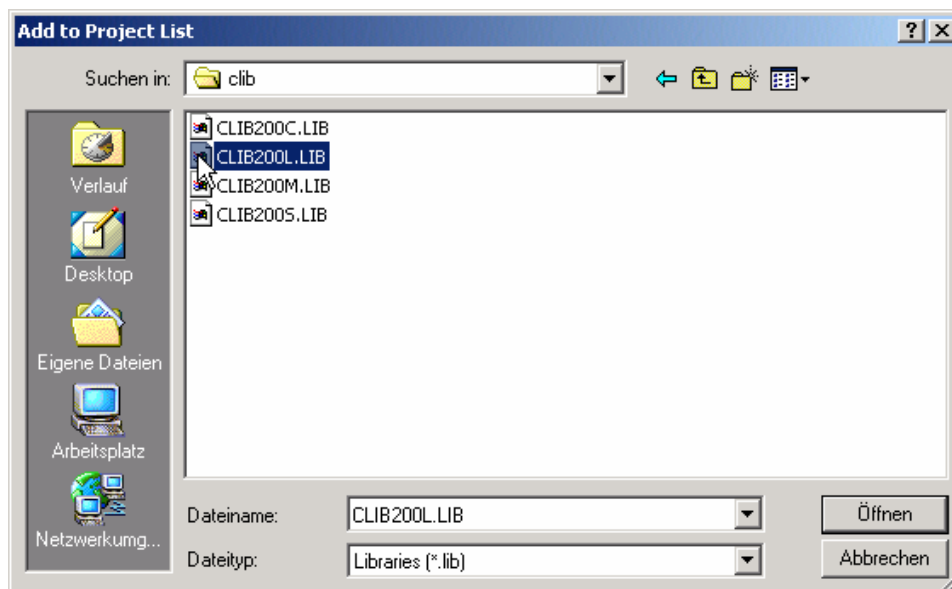 Add to Project List
Suchen in: clib
CLIB200C.LIB
CLIB200L.LIB
CLIB200M.LIB
CLIB200S.LIB
Verlauf
Desktop
Eigene Dateien
Arbeitsplatz
Netzwerkumg...
Dateiname: CLIB200L.LIB Öffnen
Dateityp: Libraries (*.lib) Abbrechen